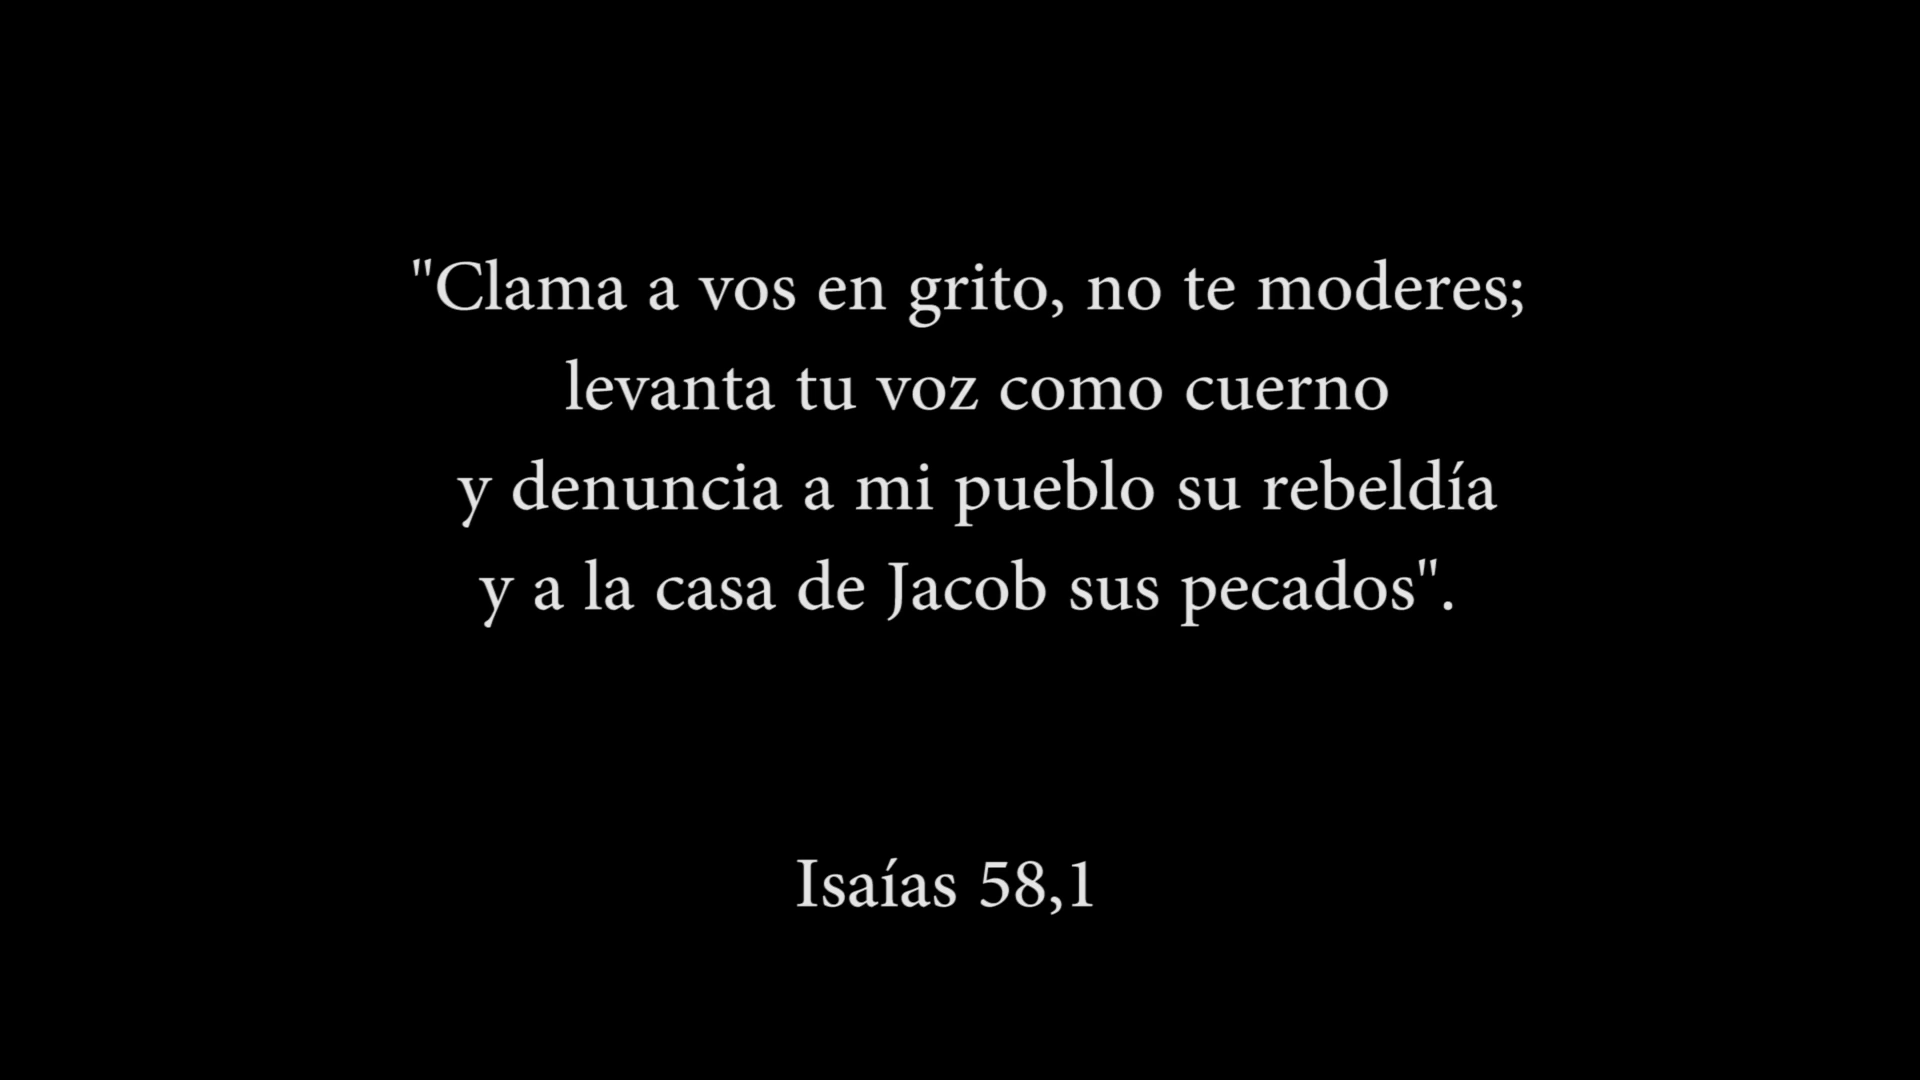 "Clama a vos en grito, no te moderes;
levanta tu voz como cuerno
y denuncia a mi pueblo su rebeldía
y a la casa de Jacob sus pecados".
Isaías 58,1